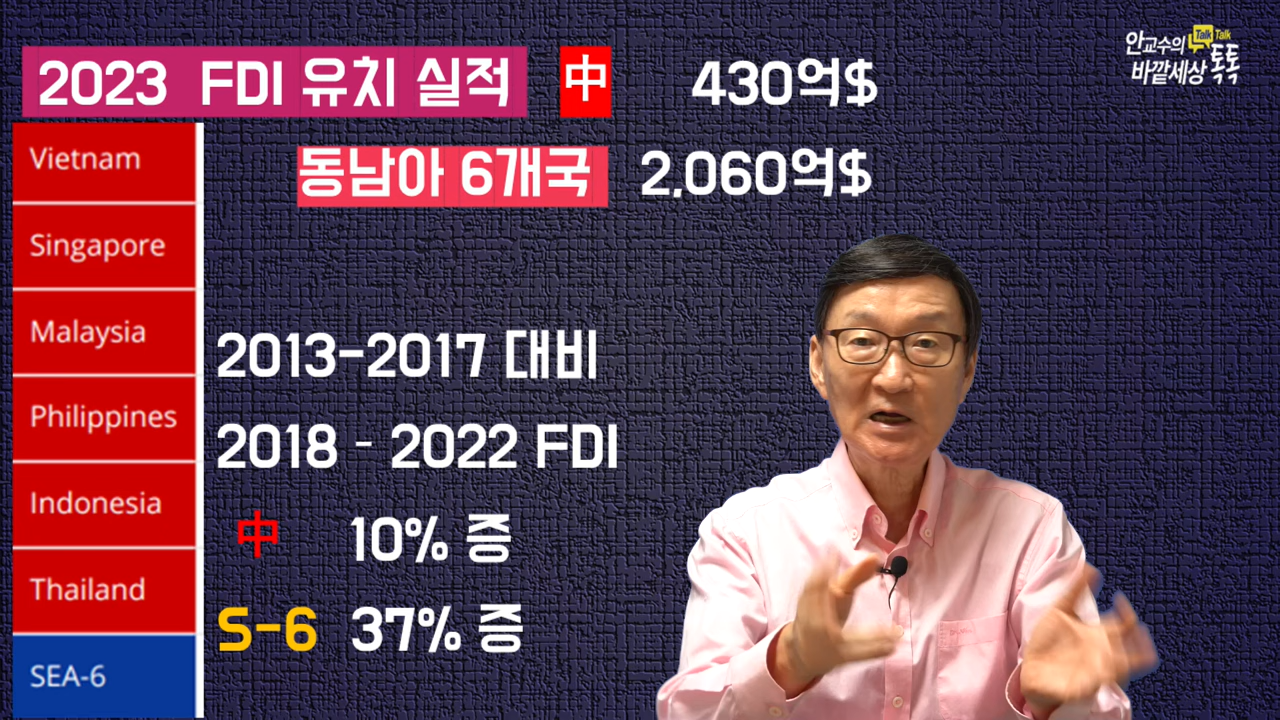 안교수의 Talk Talk
바깥세상 톡톡
2023 FDI 유치 실적 中 430억$
동남아 6개국 2,060억$
Vietnam
Singapore
Malaysia
Philippines
Indonesia
Thailand
SEA-6
2013-2017 대비
2018 - 2022 FDI
中 10% 증
S-6 37% 증